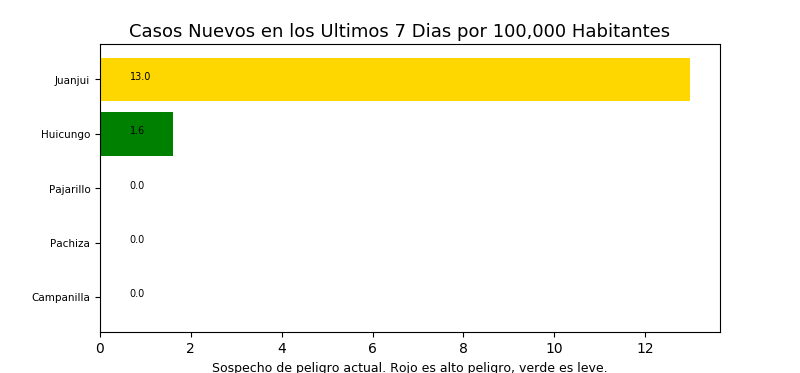 Casos Nuevos en los Ultimos 7 Dias por 100,000 Habitantes
Juanjui 13.0
Huicungo 1.6
Pajarillo 0.0
Pachiza 0.0
Campanilla 0.0
0 2 4 6 8 10 12
Sospecho de peligro actual. Rojo es alto peligro, verde es leve.